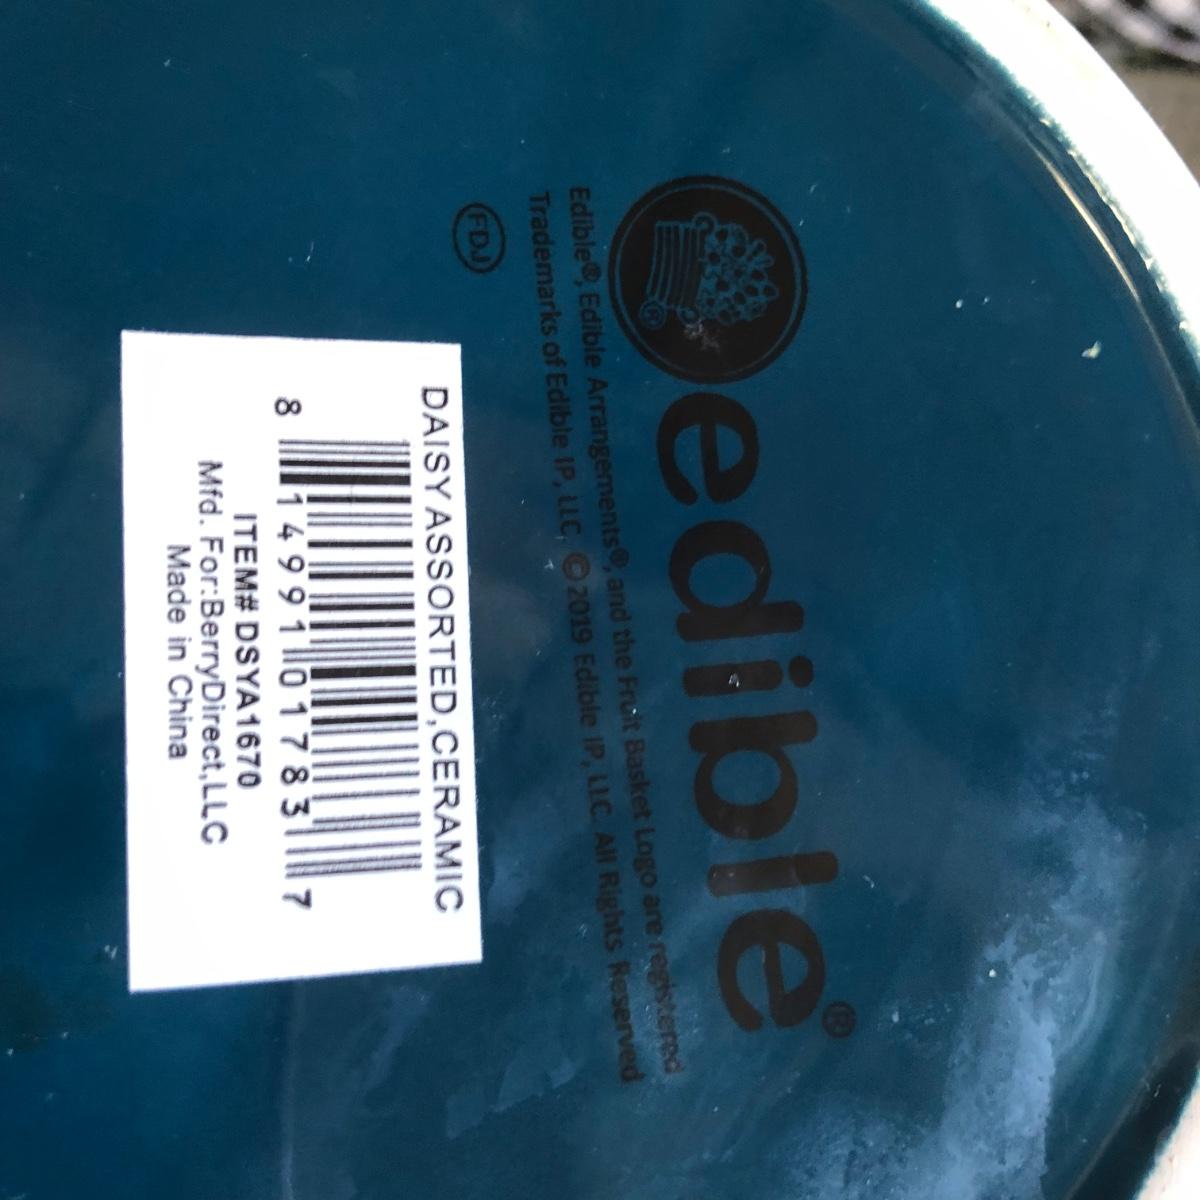 edible®
Edible®, Edible Arrangements®, and the Fruit Basket Logo are registered
Trademarks of Edible IP, LLC. ©2019 Edible IP, LLC. All Rights Reserved
FDJ
DAISY ASSORTED,CERAMIC
8 14991 01783 7
ITEM# DSYA1670
Mfd. For:BerryDirect,LLC
Made in China